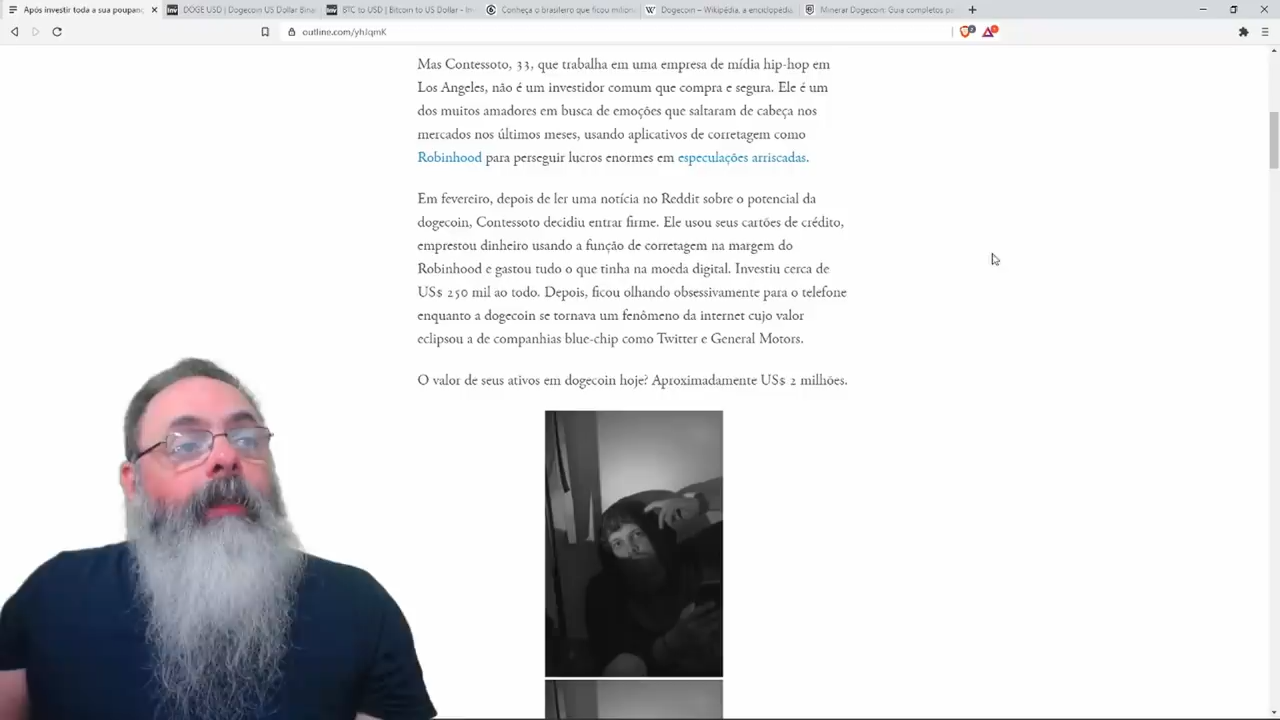 Após investir toda a sua poupanç
DOGE USD | Dogecoin US Dollar Bina
BTC to USD | Bitcoin to US Dollar - Inv
Conheça o brasileiro que ficou milion
Dogecoin – Wikipédia, a enciclopédia
Minerar Dogecoin: Guia completos pa
outline.com/yhJqmK
Mas Contessoto, 33, que trabalha em uma empresa de mídia hip-hop em
Los Angeles, não é um investidor comum que compra e segura. Ele é um
dos muitos amadores em busca de emoções que saltaram de cabeça nos
mercados nos últimos meses, usando aplicativos de corretagem como
Robinhood para perseguir lucros enormes em especulações arriscadas.
Em fevereiro, depois de ler uma notícia no Reddit sobre o potencial da
dogecoin, Contessoto decidiu entrar firme. Ele usou seus cartões de crédito,
emprestou dinheiro usando a função de corretagem na margem do
Robinhood e gastou tudo o que tinha na moeda digital. Investiu cerca de
US$ 250 mil ao todo. Depois, ficou olhando obsessivamente para o telefone
enquanto a dogecoin se tornava um fenômeno da internet cujo valor
eclipsou a de companhias blue-chip como Twitter e General Motors.
O valor de seus ativos em dogecoin hoje? Aproximadamente US$ 2 milhões.